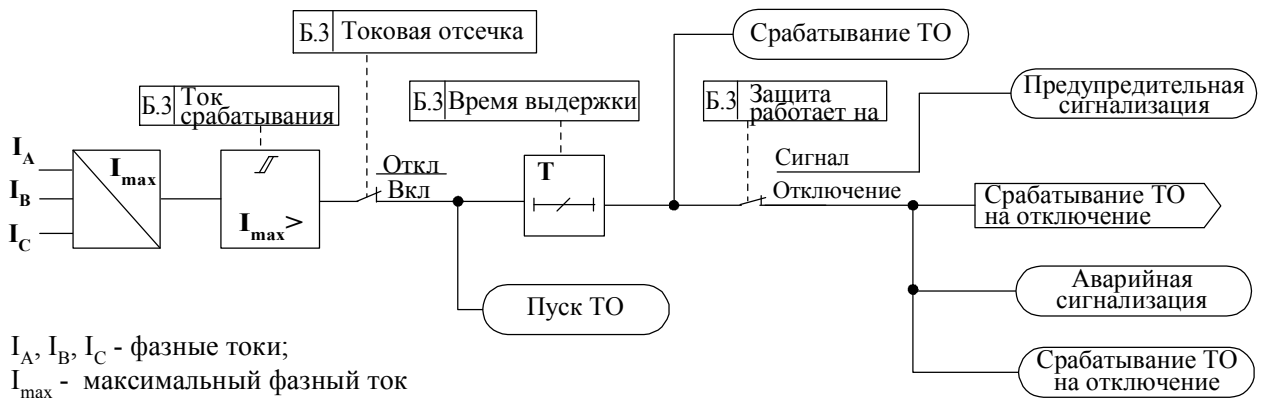 Б.3 Токовая отсечка
Срабатывание ТО
Б.3 Ток
срабатывания
Б.3 Время выдержки
Б.3 Защита
работает на
Предупредительная
сигнализация
I_A
I_B
I_C
I_max
I_max >
Откл
Вкл
T
Сигнал
Отключение
Срабатывание ТО
на отключение
Пуск ТО
Аварийная
сигнализация
Срабатывание ТО
на отключение
I_A, I_B, I_C - фазные токи;
I_max - максимальный фазный ток